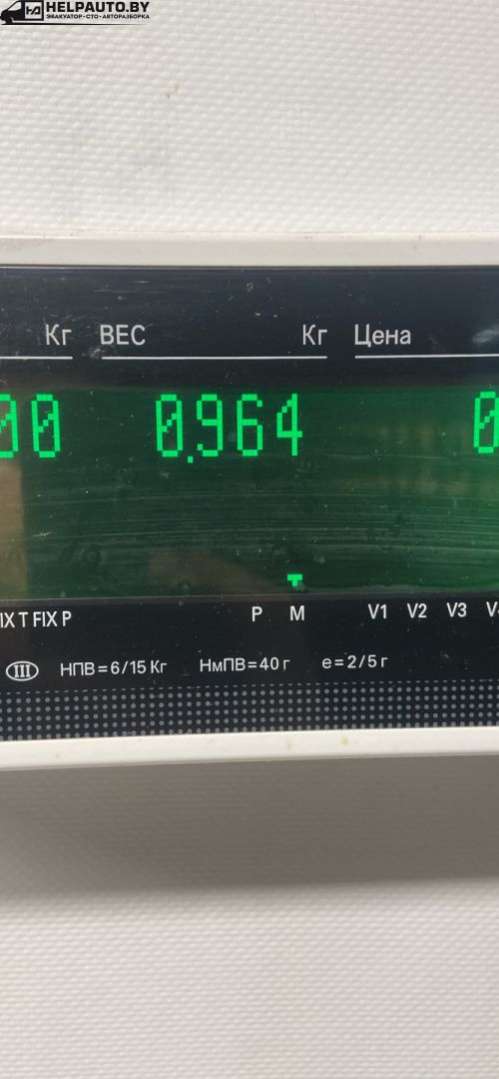 HELPAUTO.BY
ЭВАКУАТОР-СТО-АВТОРАЗБОРКА
Кг ВЕС Кг Цена
00 0.964 0
IX T FIX P P M V1 V2 V3
III НПВ=6/15 Кг НмПВ=40 г e=2/5 г